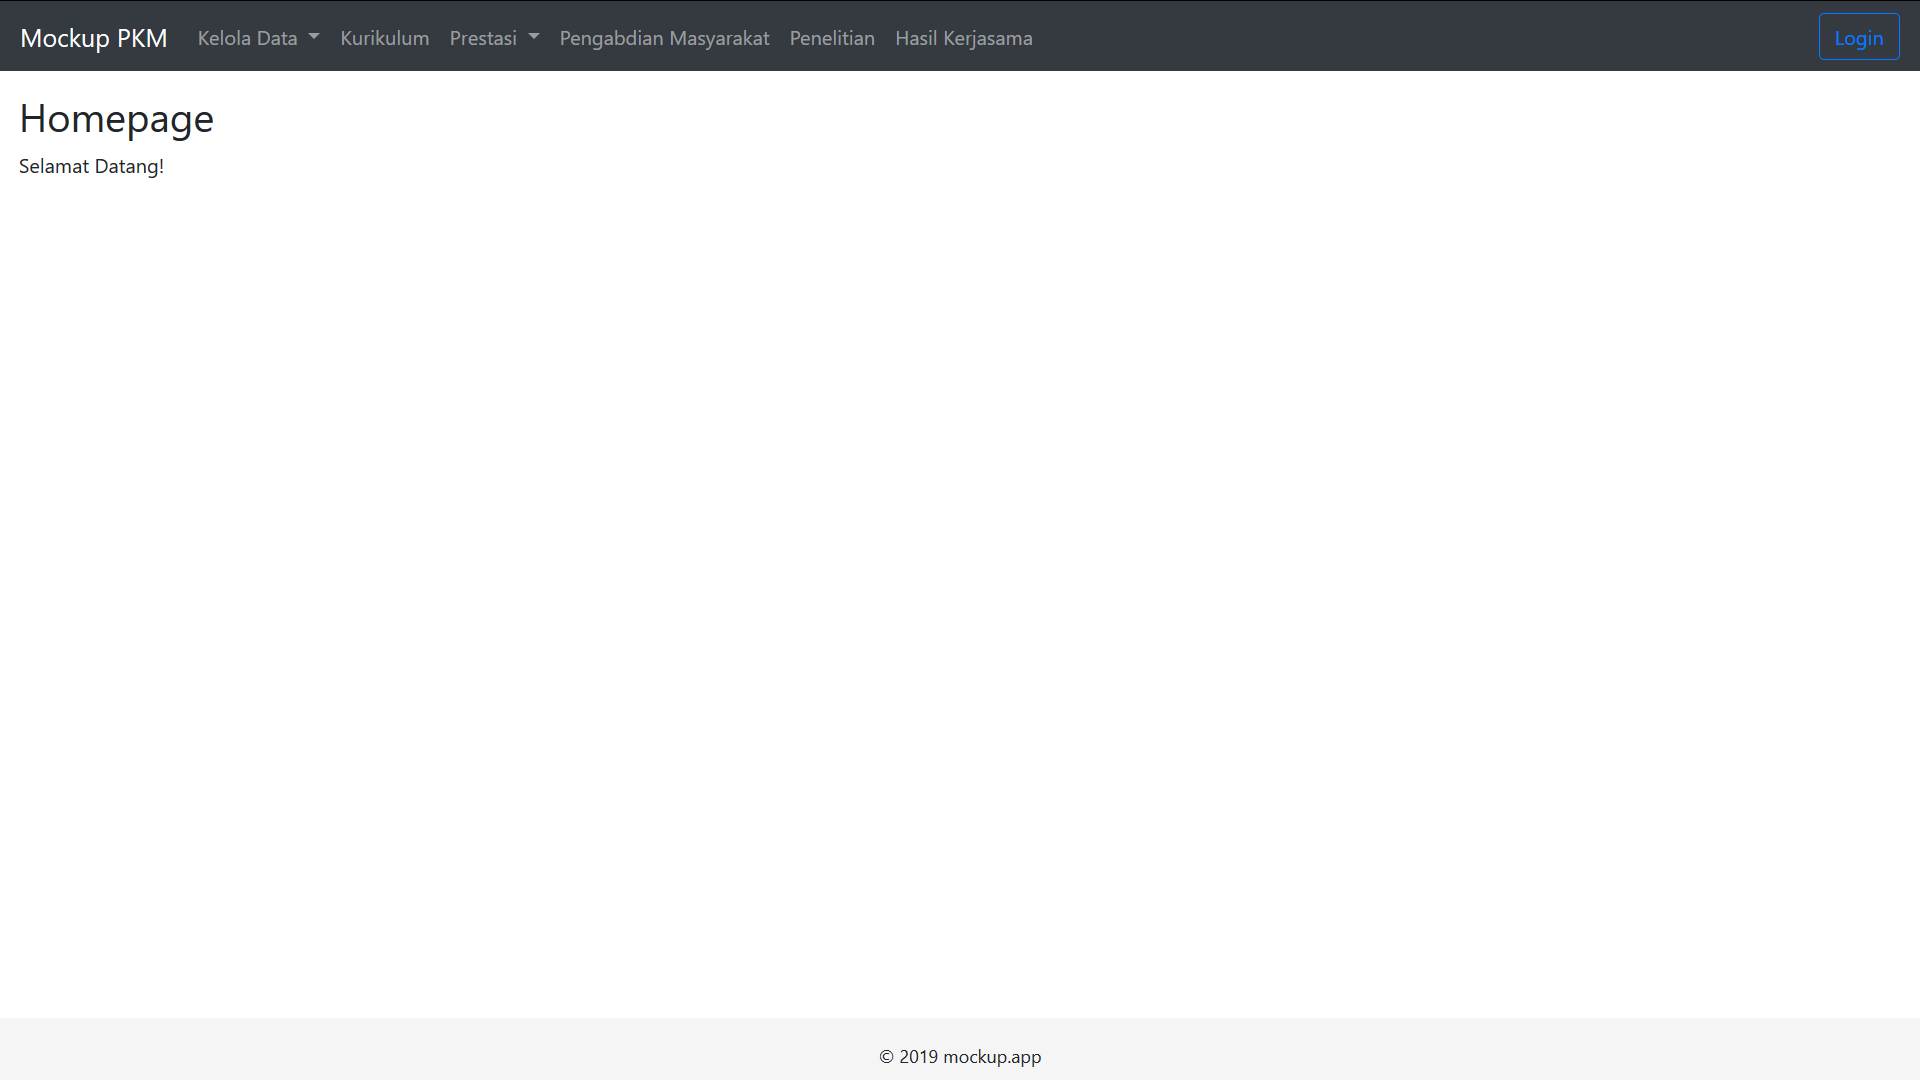 Mockup PKM Kelola Data Kurikulum Prestasi Pengabdian Masyarakat Penelitian Hasil Kerjasama Login
Homepage
Selamat Datang!
© 2019 mockup.app